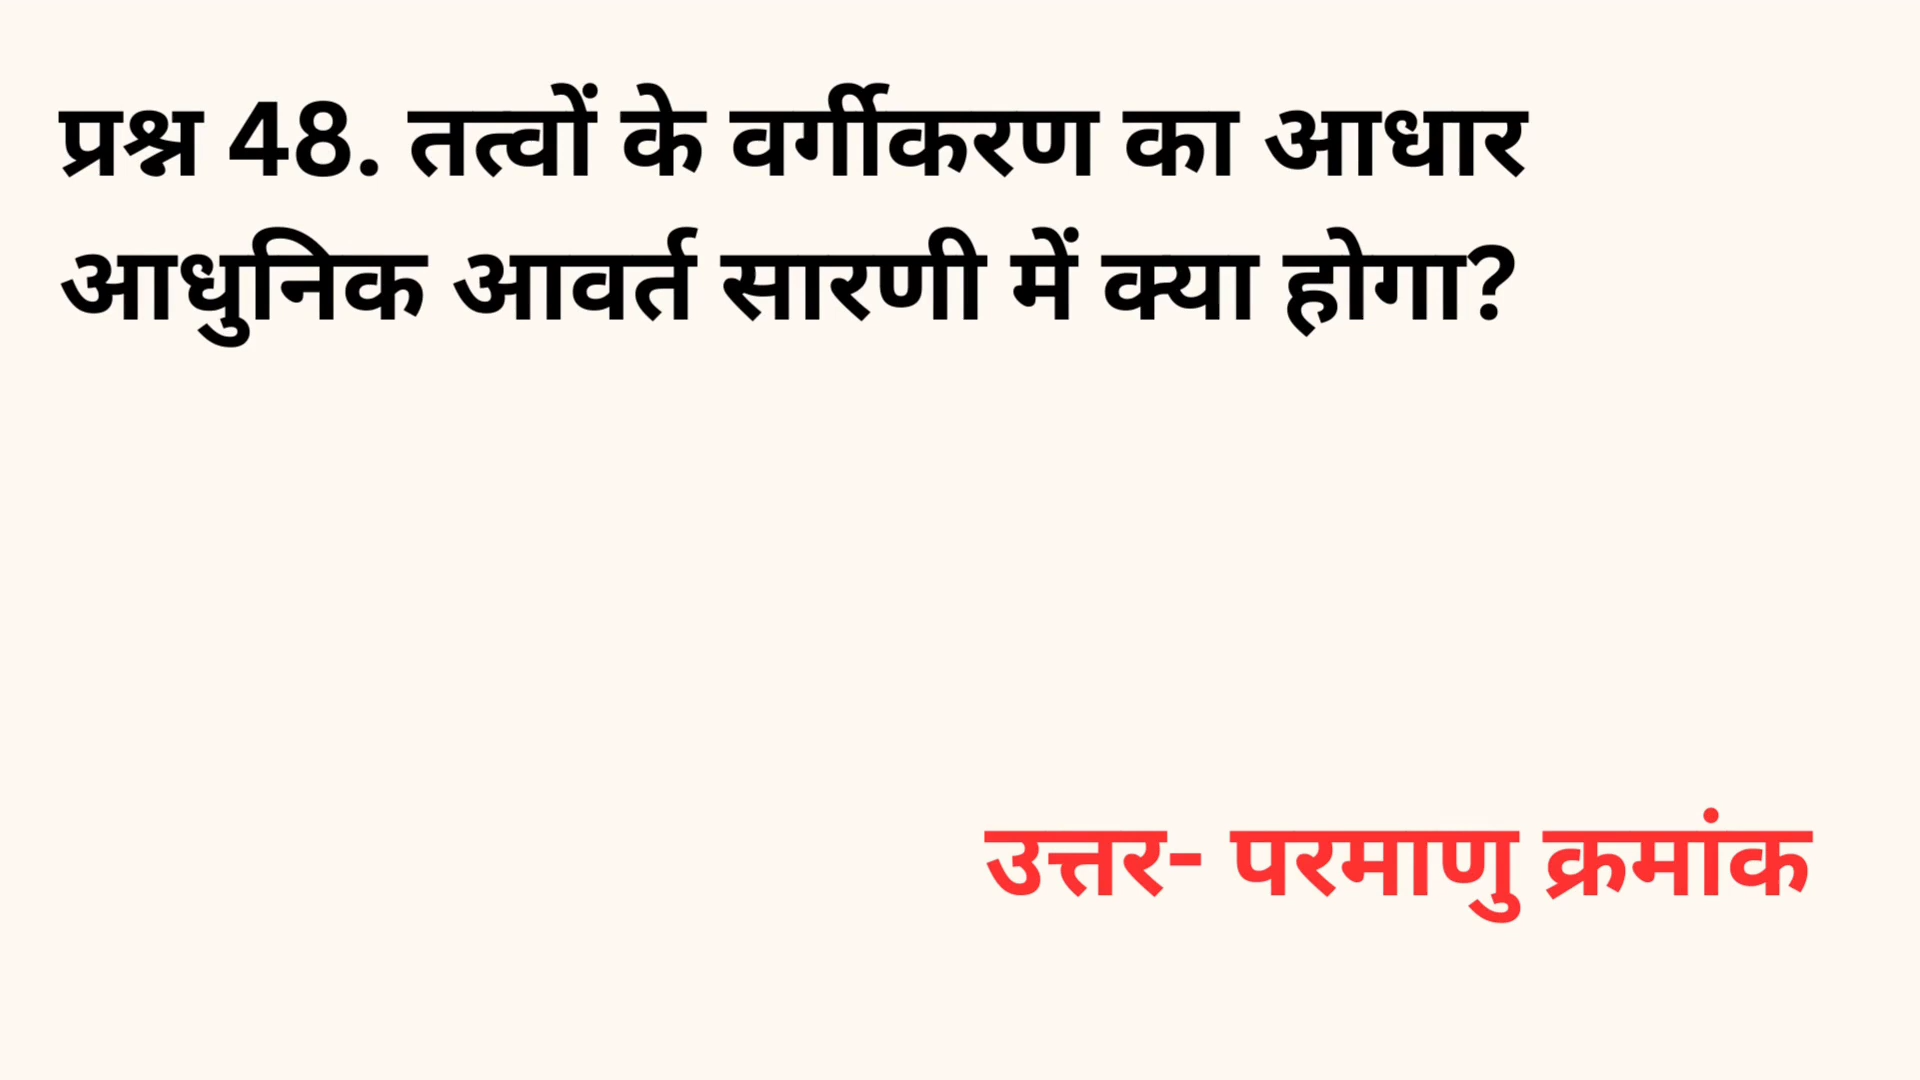 प्रश्न 48. तत्वों के वर्गीकरण का आधार
आधुनिक आवर्त सारणी में क्या होगा?
उत्तर- परमाणु क्रमांक